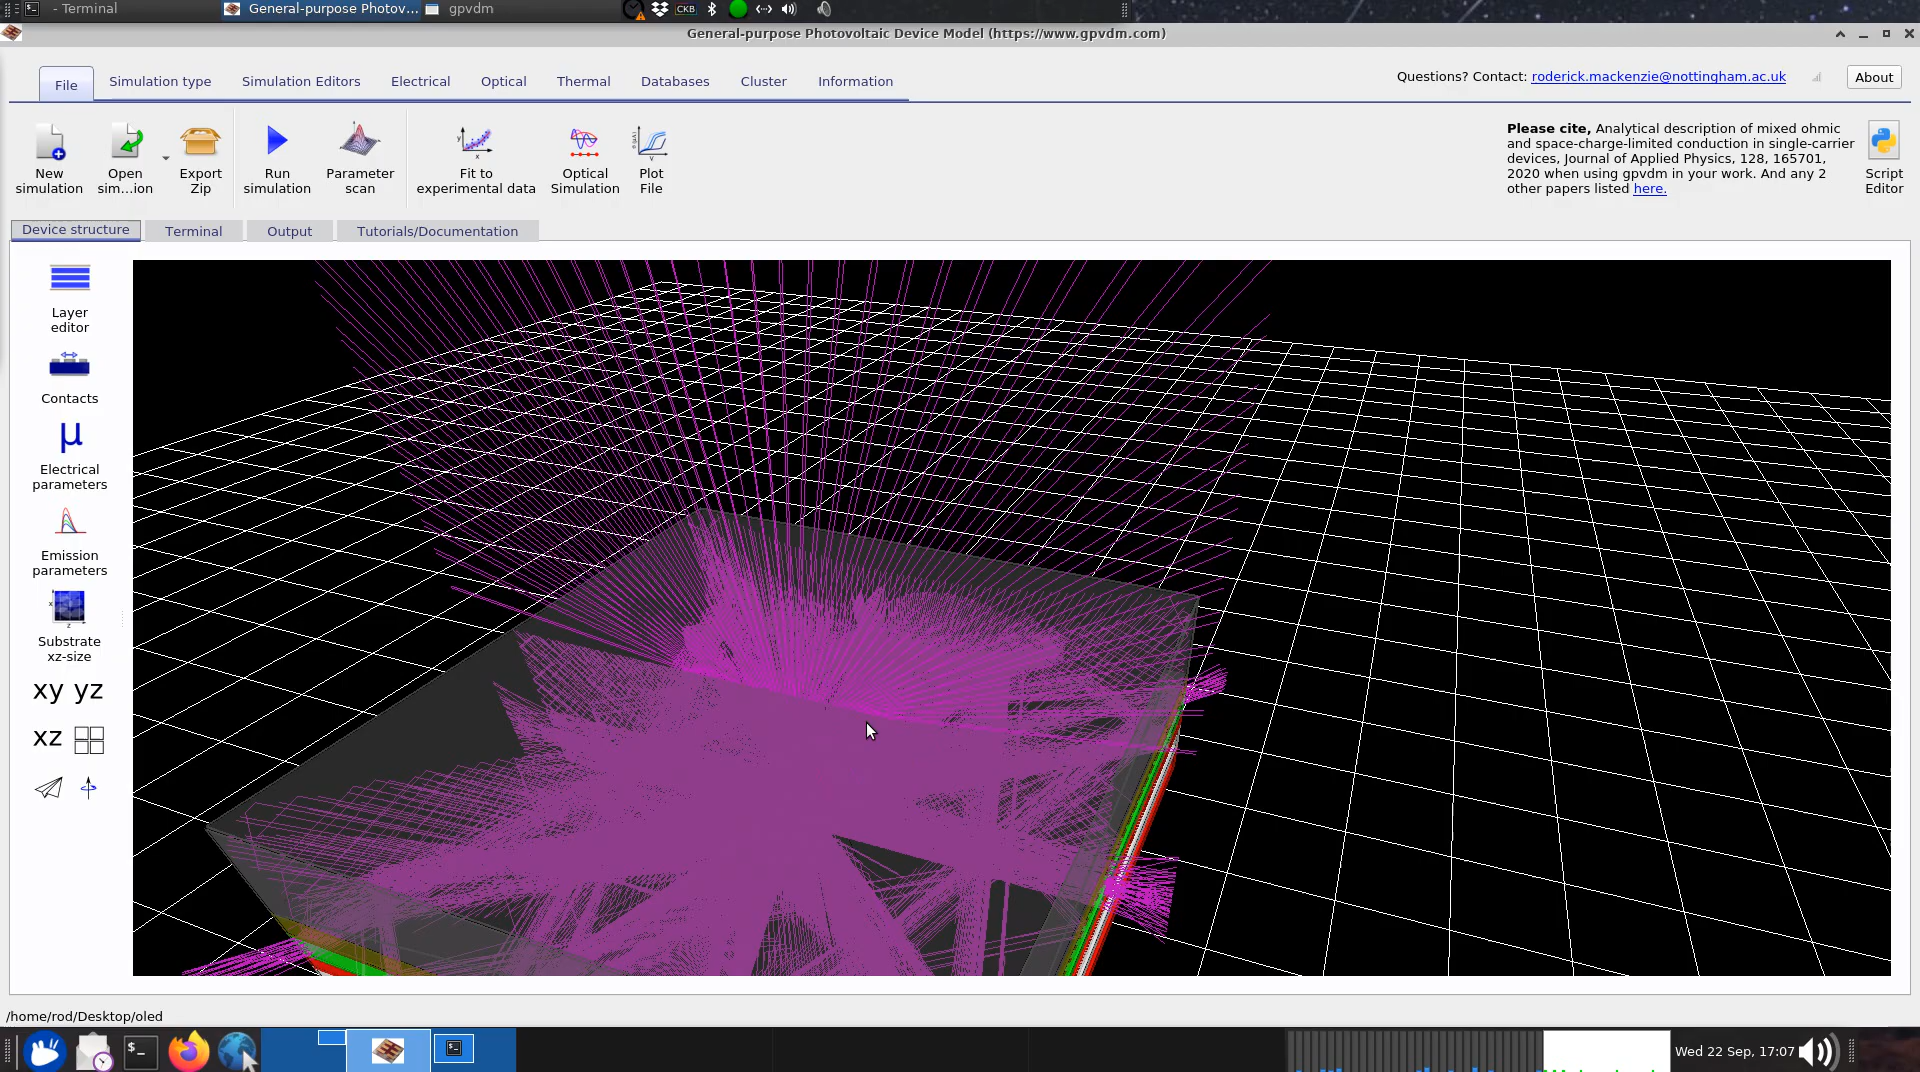 - Terminal
General-purpose Photov...
gpvdm
CKB
General-purpose Photovoltaic Device Model (https://www.gpvdm.com)
File
Simulation type
Simulation Editors
Electrical
Optical
Thermal
Databases
Cluster
Information
Questions? Contact: roderick.mackenzie@nottingham.ac.uk
About
New
simulation
Open
sim...ion
Export
Zip
Run
simulation
Parameter
scan
Fit to
experimental data
Optical
Simulation
Plot
File
Please cite, Analytical description of mixed ohmic
and space-charge-limited conduction in single-carrier
devices, Journal of Applied Physics, 128, 165701,
2020 when using gpvdm in your work. And any 2
other papers listed here.
Script
Editor
Device structure
Terminal
Output
Tutorials/Documentation
Layer
editor
Contacts
μ
Electrical
parameters
Emission
parameters
Substrate
xz-size
xy yz
xz
/home/rod/Desktop/oled
Wed 22 Sep, 17:07